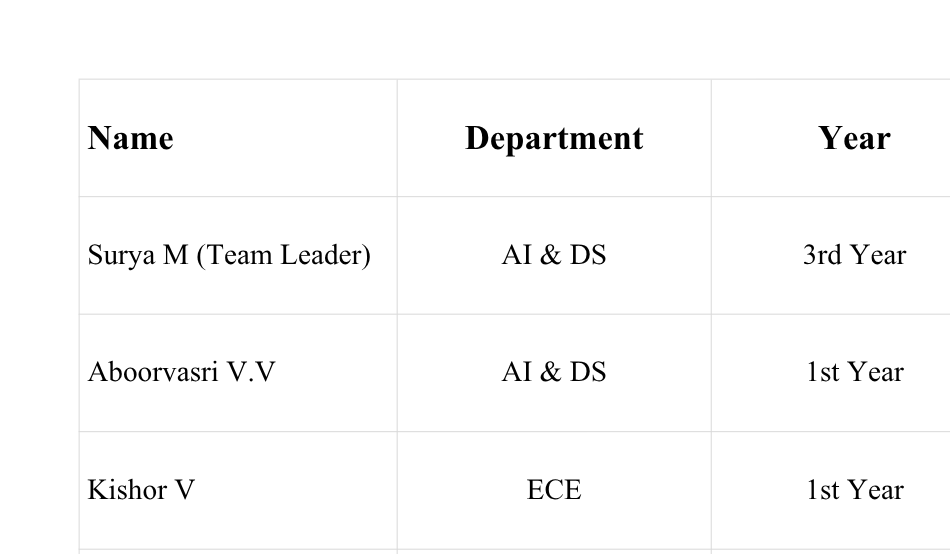 Name Department Year
Surya M (Team Leader) AI & DS 3rd Year
Aboorvasri V.V AI & DS 1st Year
Kishor V ECE 1st Year